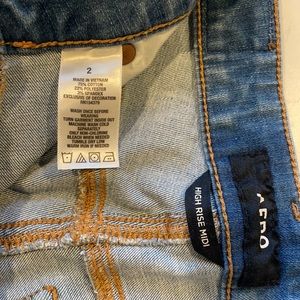 2
MADE IN VIETNAM
75% COTTON
22% POLYESTER
3% SPANDEX
EXCLUSIVE OF DECORATION
WASH ONCE BEFORE
WEARING
TURN GARMENT INSIDE OUT
MACHINE WASH COLD
SEPARATELY
ONLY NON-CHLORINE
BLEACH WHEN NEEDED
TUMBLE DRY LOW
WARM IRON IF NEEDED
AERO
HIGH RISE MIDI